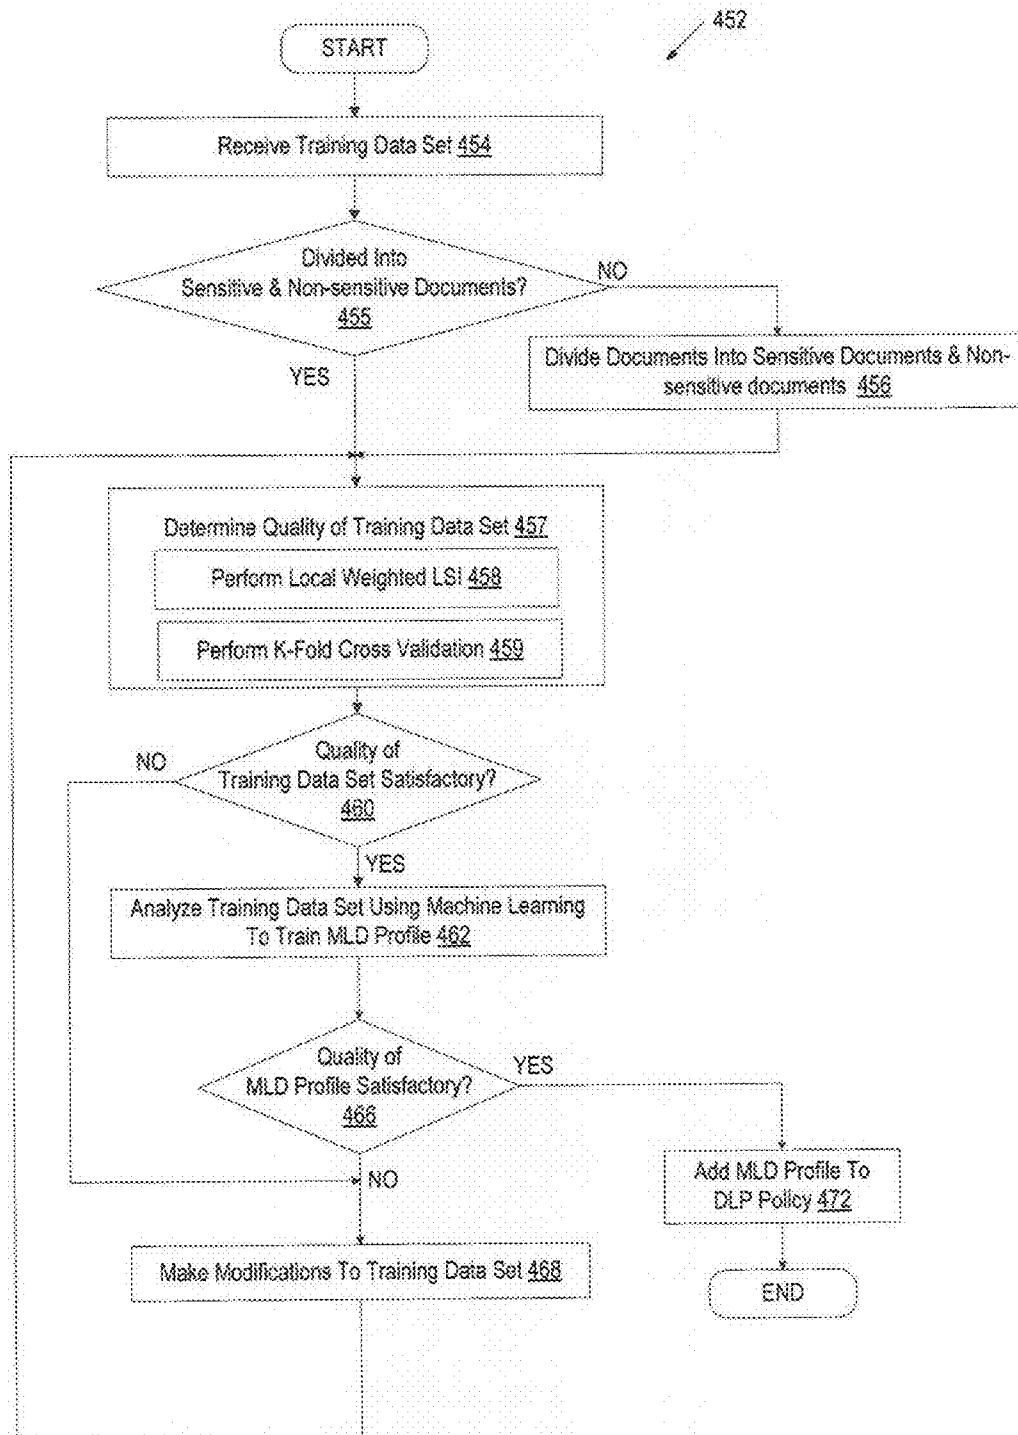 452
START
Receive Training Data Set 454
Divided Into
Sensitive & Non-sensitive Documents?
455
NO
YES
Divide Documents Into Sensitive Documents & Non-
sensitive documents 456
Determine Quality of Training Data Set 457
Perform Local Weighted LSI 458
Perform K-Fold Cross Validation 459
NO
Quality of
Training Data Set Satisfactory?
460
YES
Analyze Training Data Set Using Machine Learning
To Train MLD Profile 462
Quality of
MLD Profile Satisfactory?
466
YES
NO
Add MLD Profile To
DLP Policy 472
Make Modifications To Training Data Set 468
END